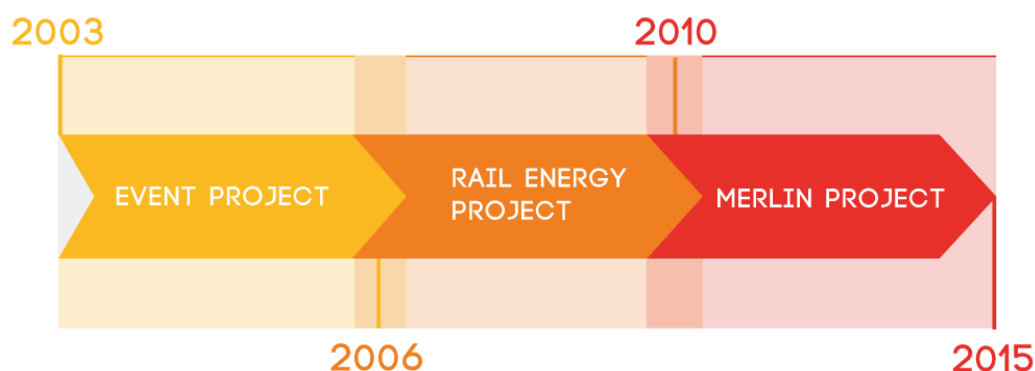 2003
2010
EVENT PROJECT
RAIL ENERGY
PROJECT
MERLIN PROJECT
2006
2015